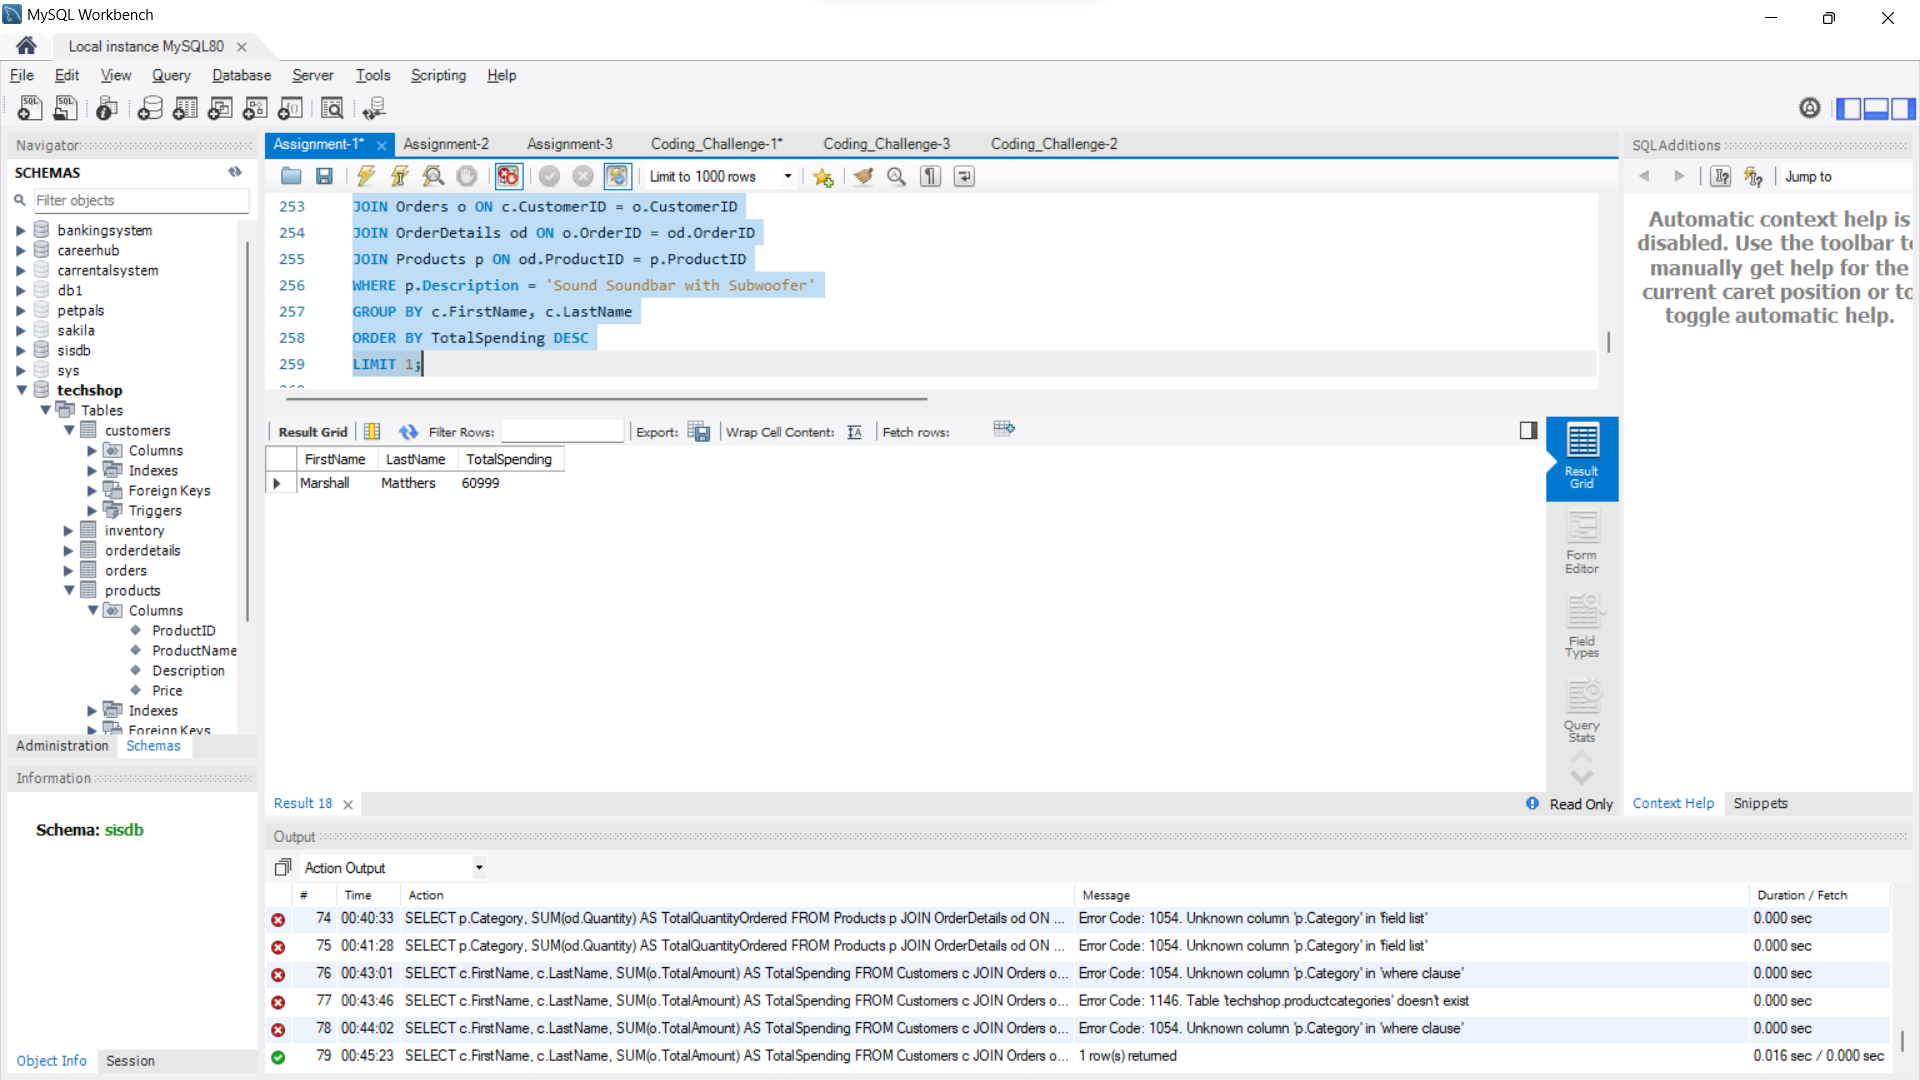 MySQL Workbench
Local instance MySQL80
File Edit View Query Database Server Tools Scripting Help
Navigator
SCHEMAS
Filter objects
bankingsystem
careerhub
carrentalsystem
db1
petpals
sakila
sisdb
sys
techshop
Tables
customers
Columns
Indexes
Foreign Keys
Triggers
inventory
orderdetails
orders
products
Columns
ProductID
ProductName
Description
Price
Indexes
Foreign Keys
Administration Schemas
Information
Schema: sisdb
Object Info Session
Assignment-1* Assignment-2 Assignment-3 Coding_Challenge-1* Coding_Challenge-3 Coding_Challenge-2
Limit to 1000 rows
253 JOIN Orders o ON c.CustomerID = o.CustomerID
254 JOIN OrderDetails od ON o.OrderID = od.OrderID
255 JOIN Products p ON od.ProductID = p.ProductID
256 WHERE p.Description = 'Sound Soundbar with Subwoofer'
257 GROUP BY c.FirstName, c.LastName
258 ORDER BY TotalSpending DESC
259 LIMIT 1;
Result Grid Filter Rows: Export: Wrap Cell Content: Fetch rows:
FirstName LastName TotalSpending
Marshall Matthers 60999
Result
Grid
Form
Editor
Field
Types
Query
Stats
Result 18
Read Only
SQLAdditions
Jump to
Automatic context help is
disabled. Use the toolbar t
manually get help for the
current caret position or to
toggle automatic help.
Context Help Snippets
Output
Action Output
# Time Action Message Duration / Fetch
74 00:40:33 SELECT p.Category, SUM(od.Quantity) AS TotalQuantityOrdered FROM Products p JOIN OrderDetails od ON ... Error Code: 1054. Unknown column 'p.Category' in 'field list' 0.000 sec
75 00:41:28 SELECT p.Category, SUM(od.Quantity) AS TotalQuantityOrdered FROM Products p JOIN OrderDetails od ON ... Error Code: 1054. Unknown column 'p.Category' in 'field list' 0.000 sec
76 00:43:01 SELECT c.FirstName, c.LastName, SUM(o.TotalAmount) AS TotalSpending FROM Customers c JOIN Orders o... Error Code: 1054. Unknown column 'p.Category' in 'where clause' 0.000 sec
77 00:43:46 SELECT c.FirstName, c.LastName, SUM(o.TotalAmount) AS TotalSpending FROM Customers c JOIN Orders o... Error Code: 1146. Table 'techshop.productcategories' doesn't exist 0.000 sec
78 00:44:02 SELECT c.FirstName, c.LastName, SUM(o.TotalAmount) AS TotalSpending FROM Customers c JOIN Orders o... Error Code: 1054. Unknown column 'p.Category' in 'where clause' 0.000 sec
79 00:45:23 SELECT c.FirstName, c.LastName, SUM(o.TotalAmount) AS TotalSpending FROM Customers c JOIN Orders o... 1 row(s) returned 0.016 sec / 0.000 sec